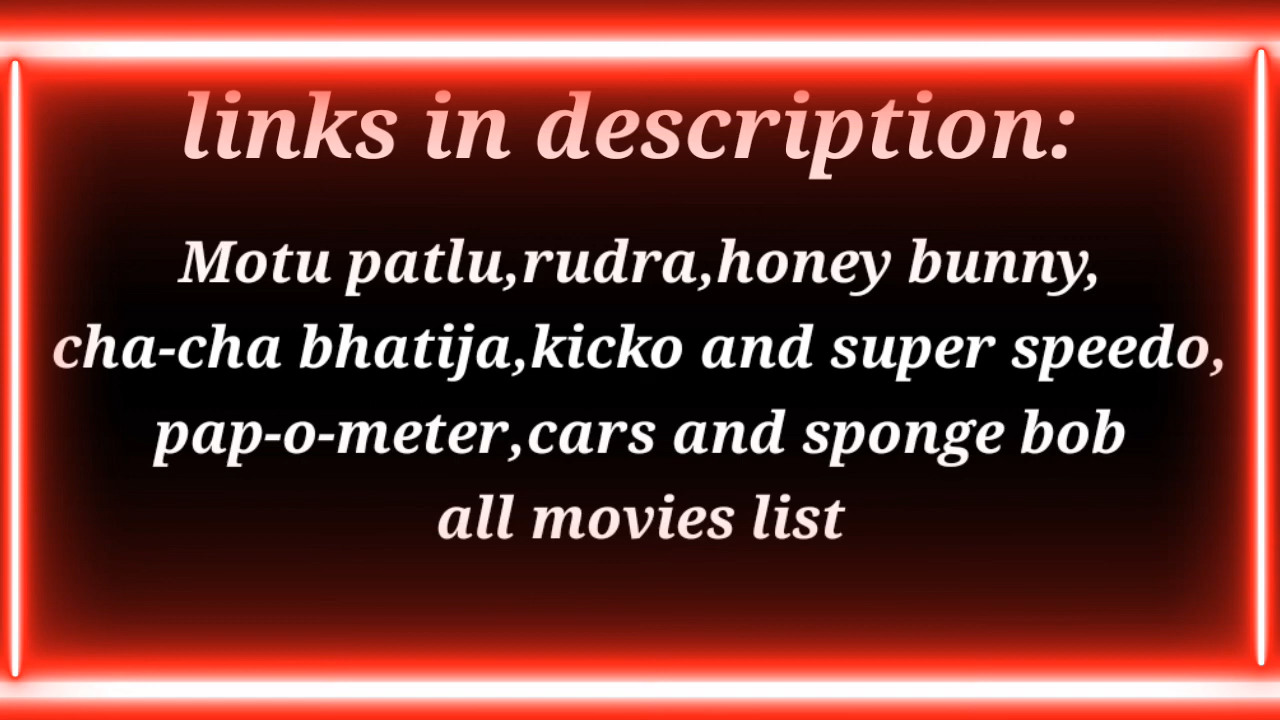 links in description:
Motu patlu,rudra,honey bunny,
cha-cha bhatija,kicko and super speedo,
pap-o-meter,cars and sponge bob
all movies list